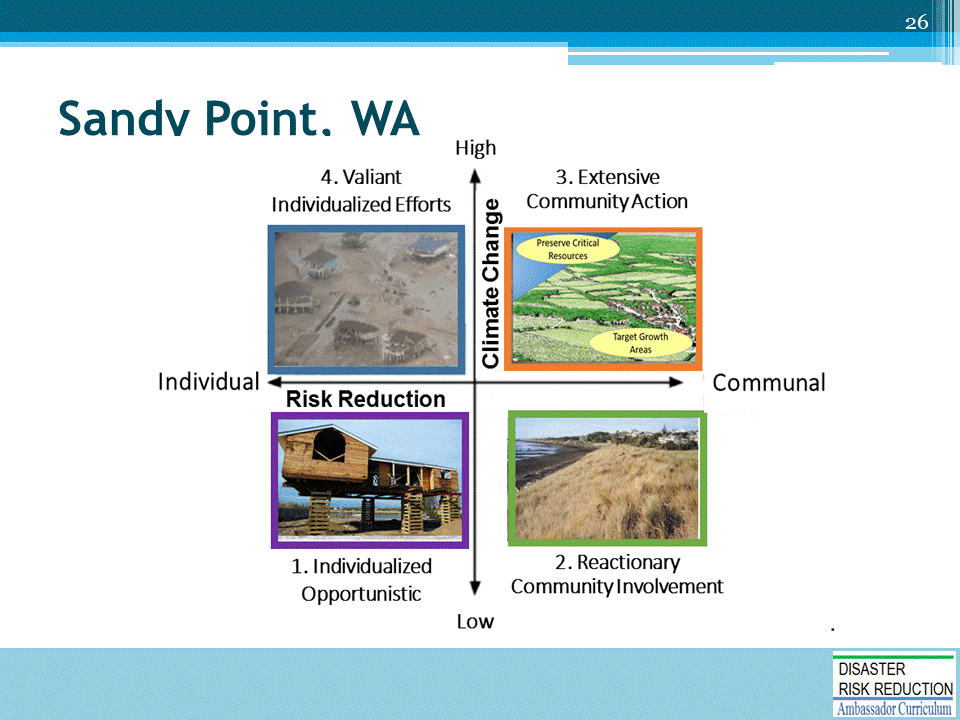 26
Sandy Point, WA
High
4. Valiant
Individualized Efforts
3. Extensive
Community Action
Climate Change
Preserve Critical
Resources
Target Growth
Areas
Individual
Communal
Risk Reduction
1. Individualized
Opportunistic
2. Reactionary
Community Involvement
Low
.
DISASTER
RISK REDUCTION
Ambassador Curriculum